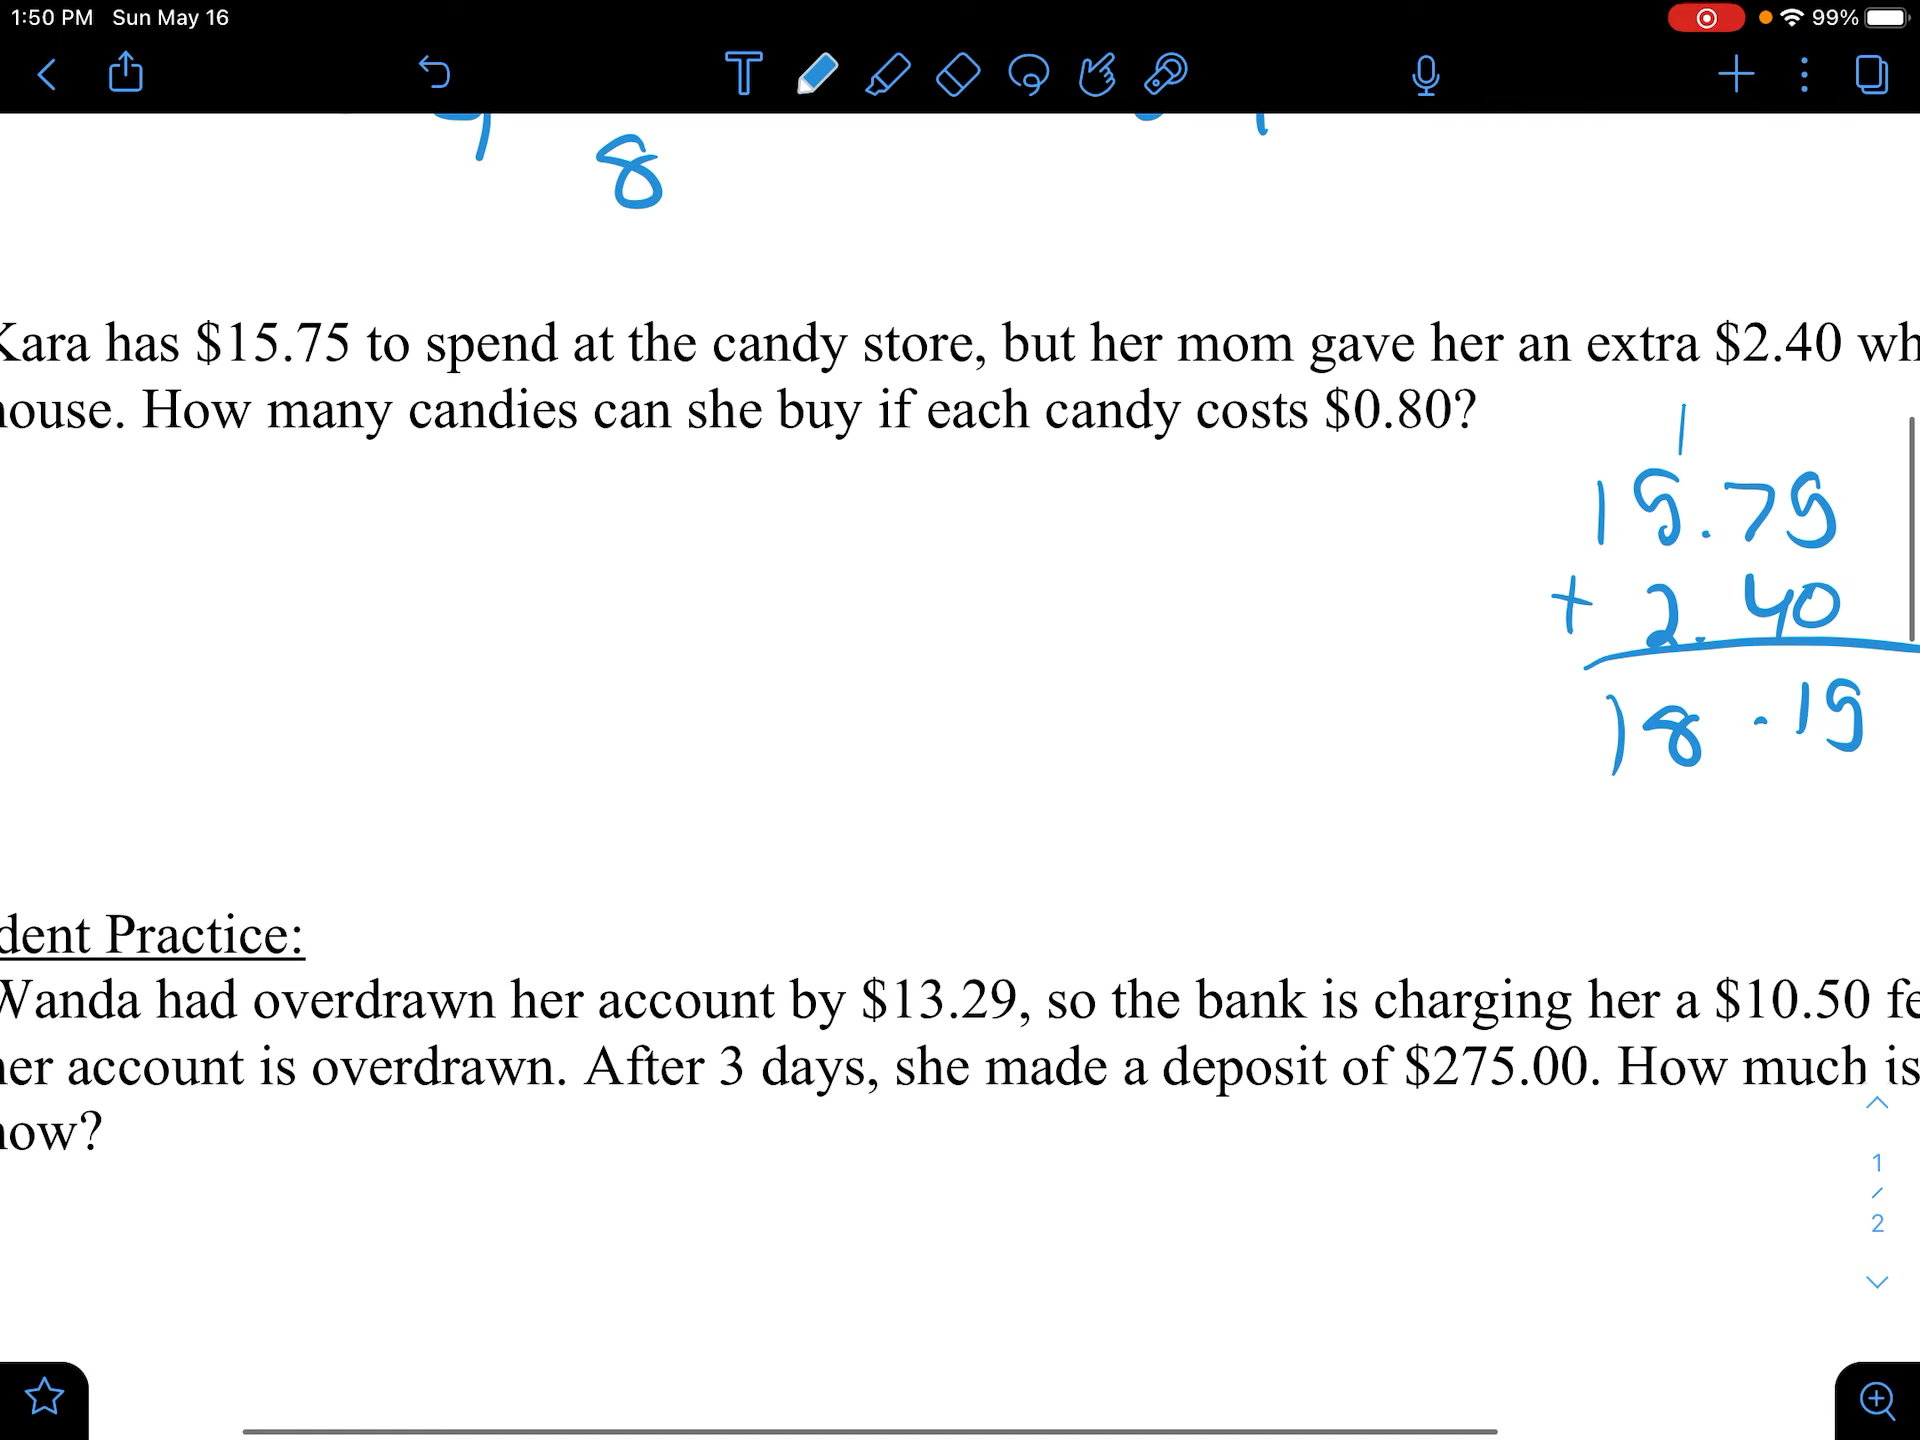 1:50 PM Sun May 16 99%
8
Kara has $15.75 to spend at the candy store, but her mom gave her an extra $2.40 wh
house. How many candies can she buy if each candy costs $0.80?
1
15.75
+ 2.40
18.15
dent Practice:
Wanda had overdrawn her account by $13.29, so the bank is charging her a $10.50 fe
her account is overdrawn. After 3 days, she made a deposit of $275.00. How much is
now?
1
/
2